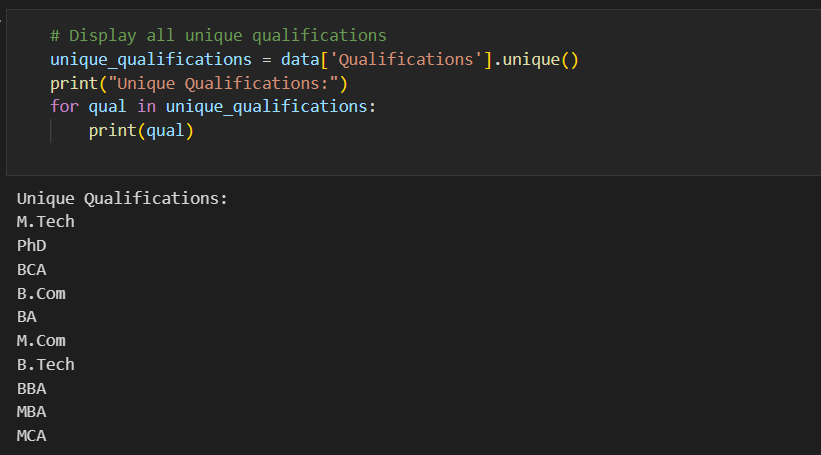 # Display all unique qualifications
unique_qualifications = data['Qualifications'].unique()
print("Unique Qualifications:")
for qual in unique_qualifications:
    print(qual)
Unique Qualifications:
M.Tech
PhD
BCA
B.Com
BA
M.Com
B.Tech
BBA
MBA
MCA